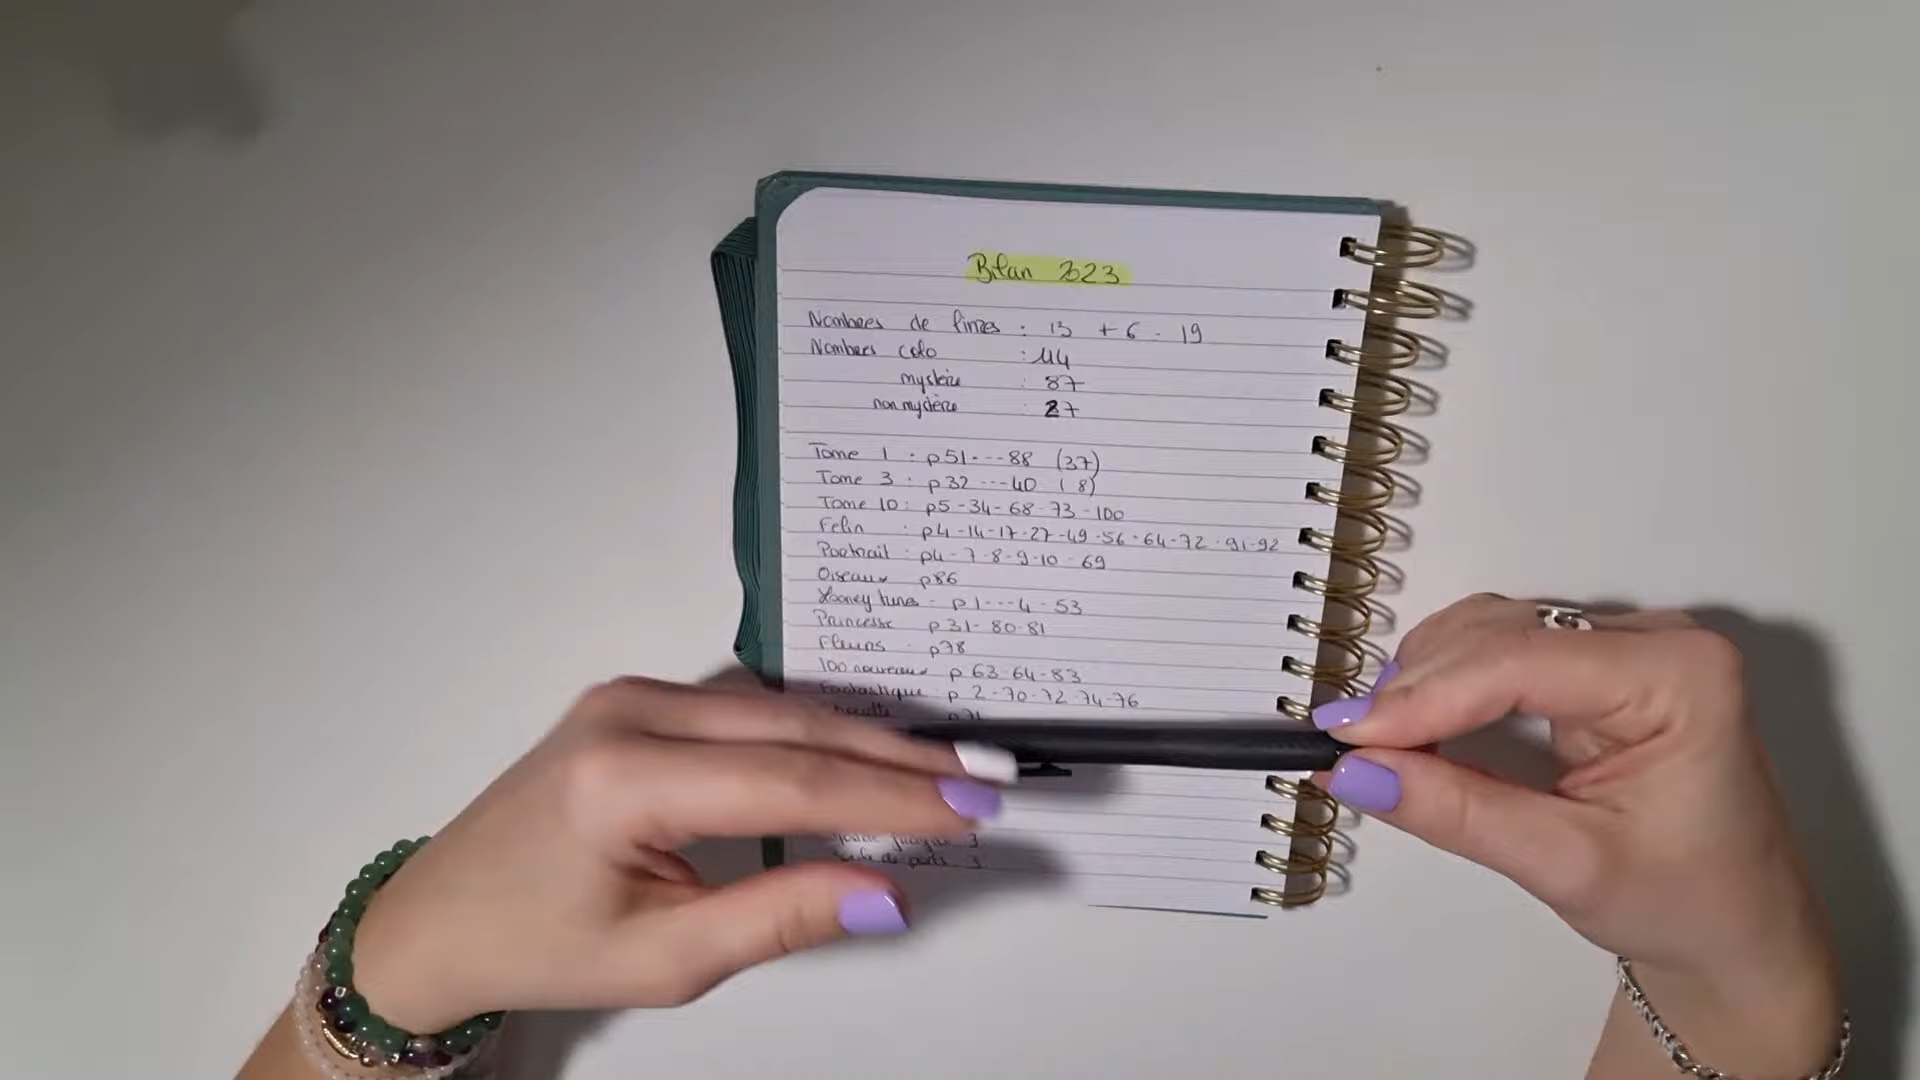 Bilan 2023
Nombres de livres : 13 + 6 - 19
Nombres colo : 114
mystère : 87
non mystère : 27
Tome 1 : p51---88 (37)
Tome 3 : p32---40 (8)
Tome 10 : p5-34-68-73-100
Felin : p4-14-17-27-49-56-64-72-91-92
Portrait : p4-7-8-9-10-69
Oiseaux p86
Looney tunes - p1---4-53
Princesse p31-80-81
Fleurs : p78
100 nouveaux p 63-64-83
Fantastique - p 2-70-72-74-76
p71
3
3